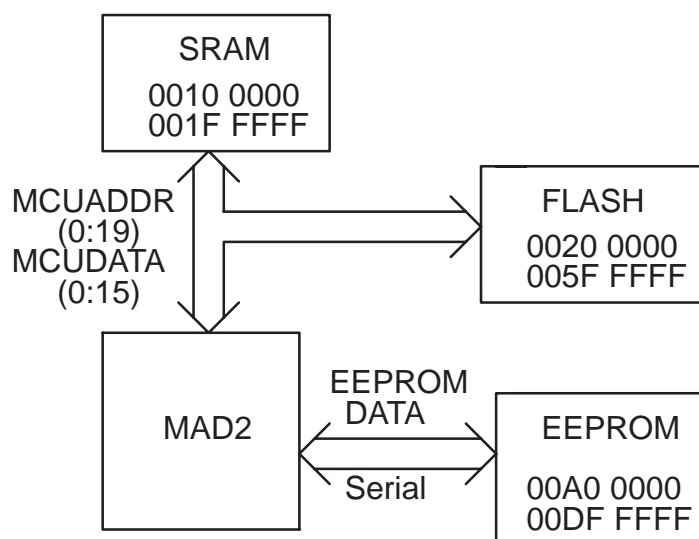 SRAM
0010 0000
001F FFFF
MCUADDR
(0:19)
MCUDATA
(0:15)
FLASH
0020 0000
005F FFFF
MAD2
EEPROM
DATA
Serial
EEPROM
00A0 0000
00DF FFFF